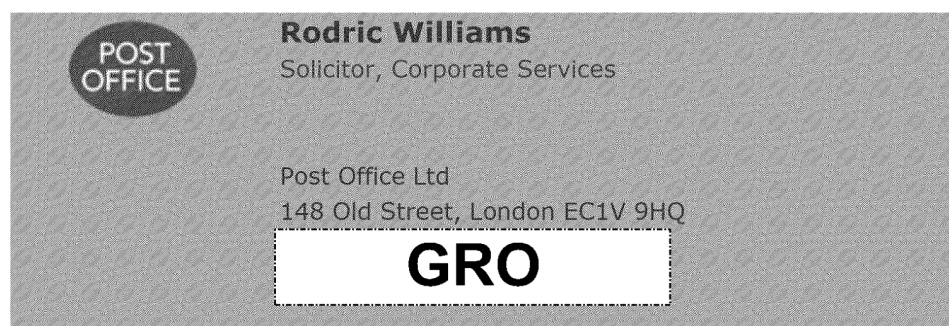 POST
OFFICE
Rodric Williams
Solicitor, Corporate Services
Post Office Ltd
148 Old Street, London EC1V 9HQ
GRO